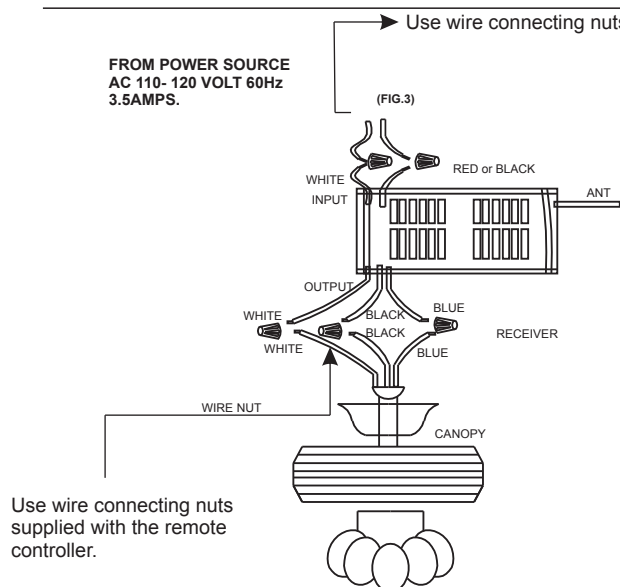 Use wire connecting nuts
FROM POWER SOURCE
AC 110- 120 VOLT 60Hz
3.5AMPS.
(FIG.3)
RED or BLACK
WHITE
INPUT
ANT
OUTPUT
WHITE
BLACK
BLUE
BLACK
RECEIVER
WHITE
BLUE
WIRE NUT
CANOPY
Use wire connecting nuts
supplied with the remote
controller.